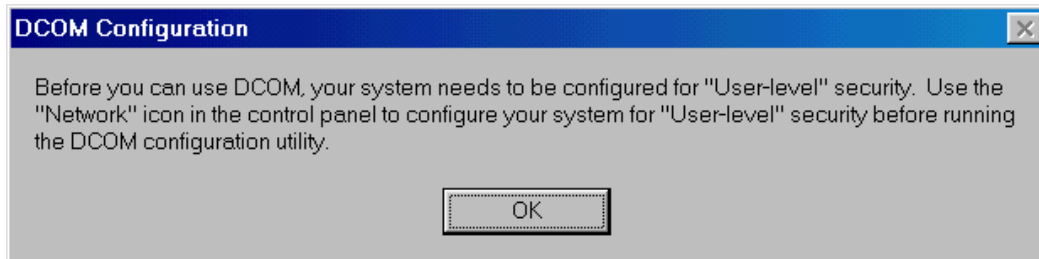 DCOM Configuration
Before you can use DCOM, your system needs to be configured for "User-level" security.  Use the
"Network" icon in the control panel to configure your system for "User-level" security before running
the DCOM configuration utility.
OK